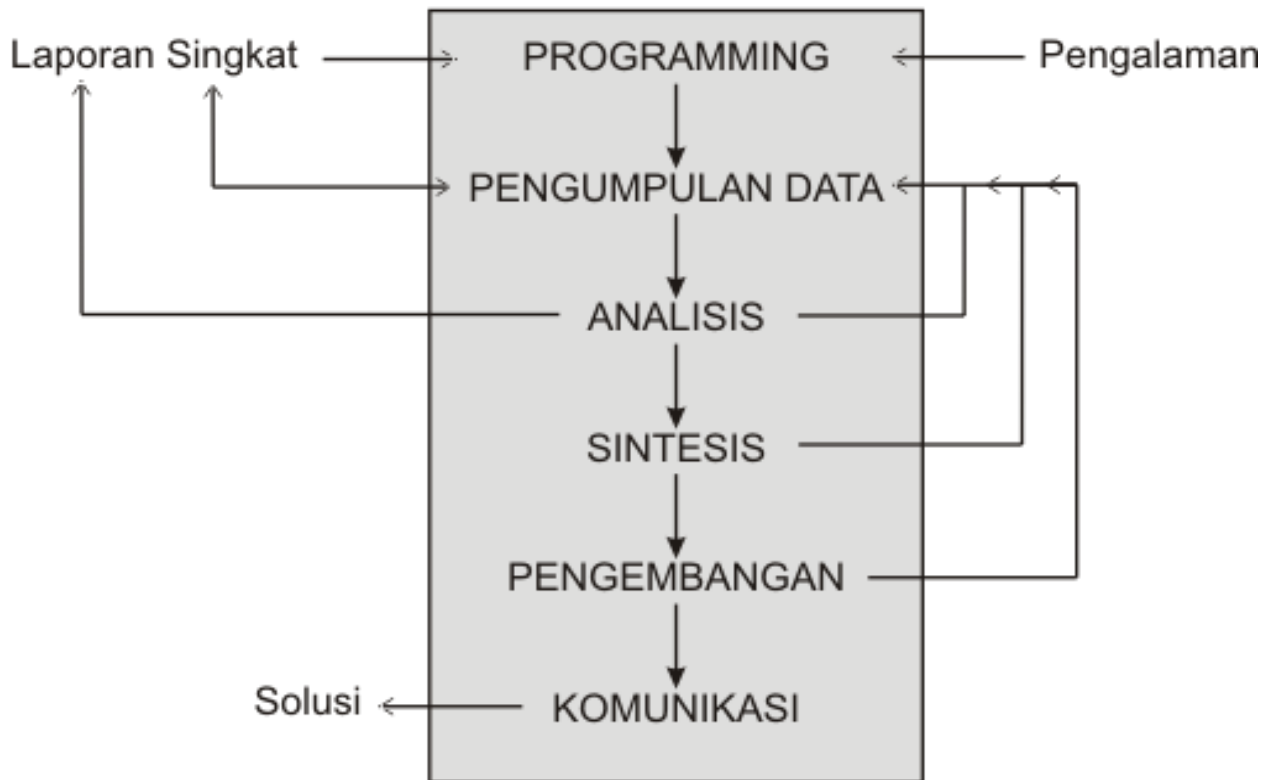 Laporan Singkat
PROGRAMMING
Pengalaman
PENGUMPULAN DATA
ANALISIS
SINTESIS
PENGEMBANGAN
Solusi
KOMUNIKASI